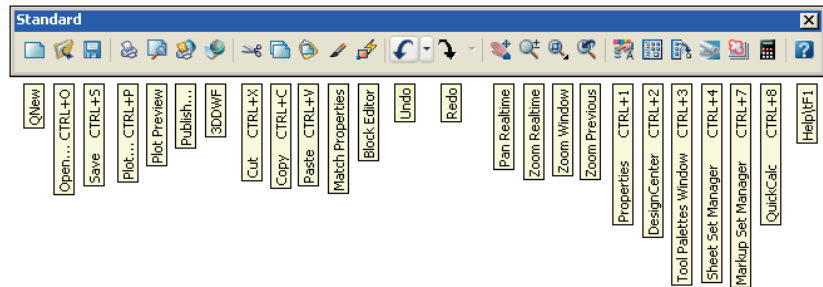 Standard
QNew
Open... CTRL+O
Save CTRL+S
Plot... CTRL+P
Plot Preview
Publish...
3DDWF
Cut CTRL+X
Copy CTRL+C
Paste CTRL+V
Match Properties
Block Editor
Undo
Redo
Pan Realtime
Zoom Realtime
Zoom Window
Zoom Previous
Properties CTRL+1
DesignCenter CTRL+2
Tool Palettes Window CTRL+3
Sheet Set Manager CTRL+4
Markup Set Manager CTRL+7
QuickCalc CTRL+8
Help\tF1